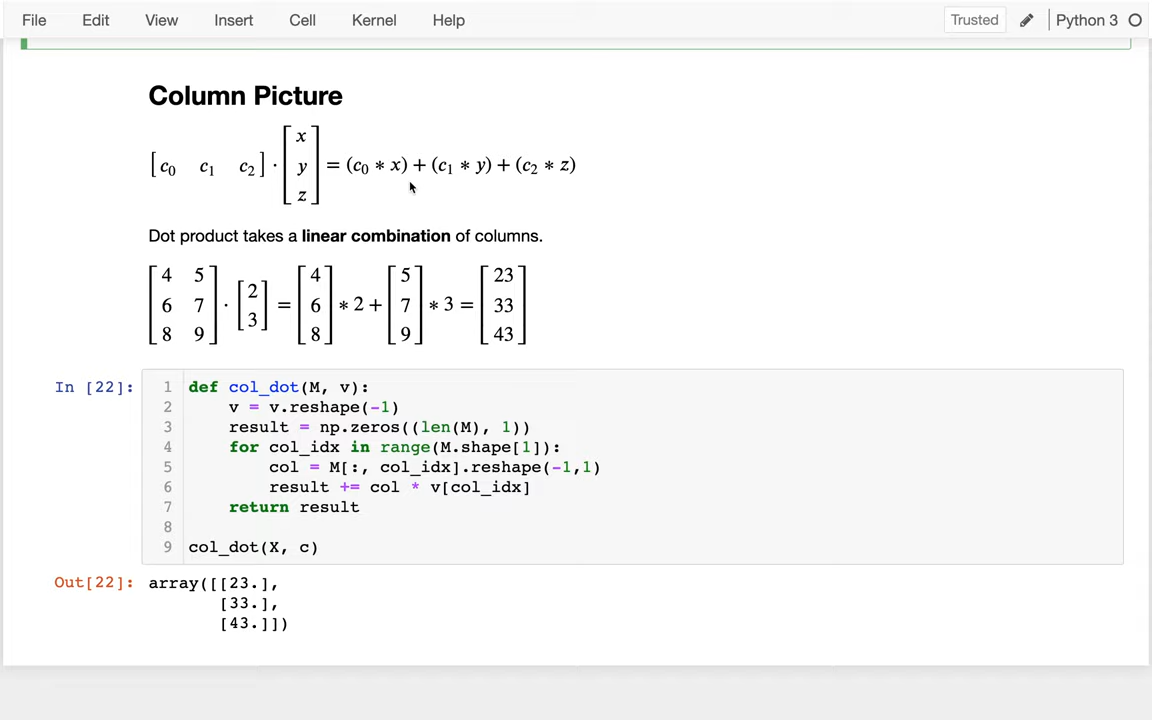 File Edit View Insert Cell Kernel Help Trusted Python 3
Column Picture
[c₀ c₁ c₂] · [x y z] = (c₀ * x) + (c₁ * y) + (c₂ * z)
Dot product takes a linear combination of columns.
[4 5
6 7
8 9] · [2
3] = [4
6
8] * 2 + [5
7
9] * 3 = [23
33
43]
In [22]:
1 def col_dot(M, v):
2     v = v.reshape(-1)
3     result = np.zeros((len(M), 1))
4     for col_idx in range(M.shape[1]):
5         col = M[:, col_idx].reshape(-1,1)
6         result += col * v[col_idx]
7     return result
8
9 col_dot(X, c)
Out[22]: array([[23.],
[33.],
[43.]])